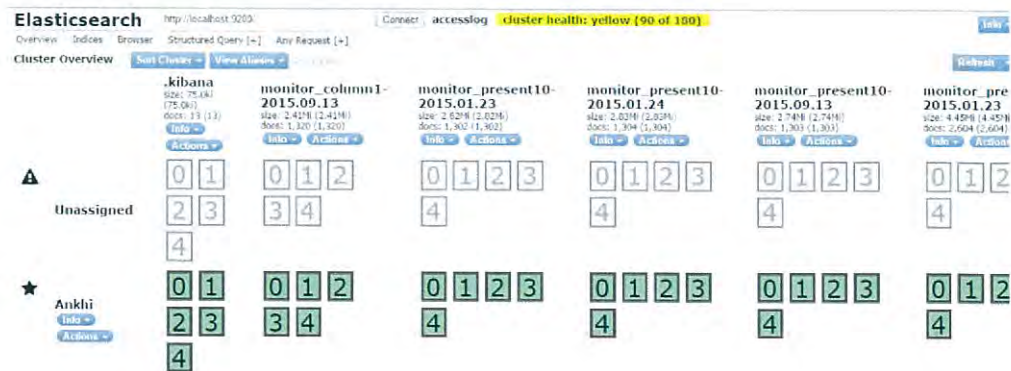 Elasticsearch http://localhost:9200/ Connect accesslog cluster health: yellow (90 of 180) Info
Overview Indices Browser Structured Query [+] Any Request [+]
Cluster Overview Sort Cluster View Aliases Refresh
.kibana
size: 75.0ki
(75.0ki)
docs: 13 (13)
Info
Actions
monitor_column1-
2015.09.13
size: 2.41Mi (2.41Mi)
docs: 1,320 (1,320)
Info Actions
monitor_present10-
2015.01.23
size: 2.82Mi (2.82Mi)
docs: 1,302 (1,302)
Info Actions
monitor_present10-
2015.01.24
size: 2.83Mi (2.83Mi)
docs: 1,304 (1,304)
Info Actions
monitor_present10-
2015.09.13
size: 2.74Mi (2.74Mi)
docs: 1,303 (1,303)
Info Actions
monitor_pre
2015.01.23
size: 4.45Mi (4.45Mi
docs: 2,604 (2,604)
Info Actions
Unassigned
0 1 0 1 2 0 1 2 3 0 1 2 3 0 1 2 3 0 1 2
2 3 3 4 4 4 4 4
4
Ankhi
Info
Actions
0 1 0 1 2 0 1 2 3 0 1 2 3 0 1 2 3 0 1 2
2 3 3 4 4 4 4 4
4